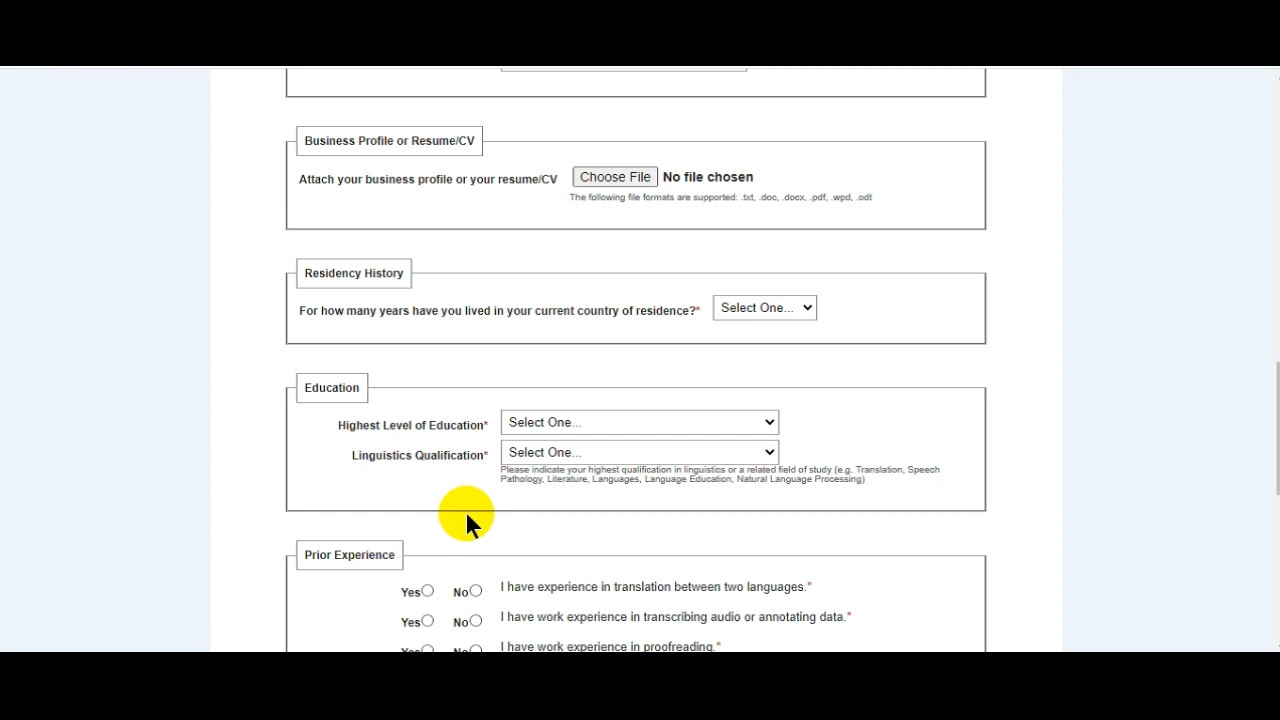 Business Profile or Resume/CV
Attach your business profile or your resume/CV Choose File No file chosen
The following file formats are supported: .txt, .doc, .docx, .pdf, .wpd, .odt
Residency History
For how many years have you lived in your current country of residence?* Select One...
Education
Highest Level of Education* Select One...
Linguistics Qualification* Select One...
Please indicate your highest qualification in linguistics or a related field of study (e.g. Translation, Speech
Pathology, Literature, Languages, Language Education, Natural Language Processing)
Prior Experience
Yes No I have experience in translation between two languages.*
Yes No I have work experience in transcribing audio or annotating data.*
Yes No I have work experience in proofreading.*